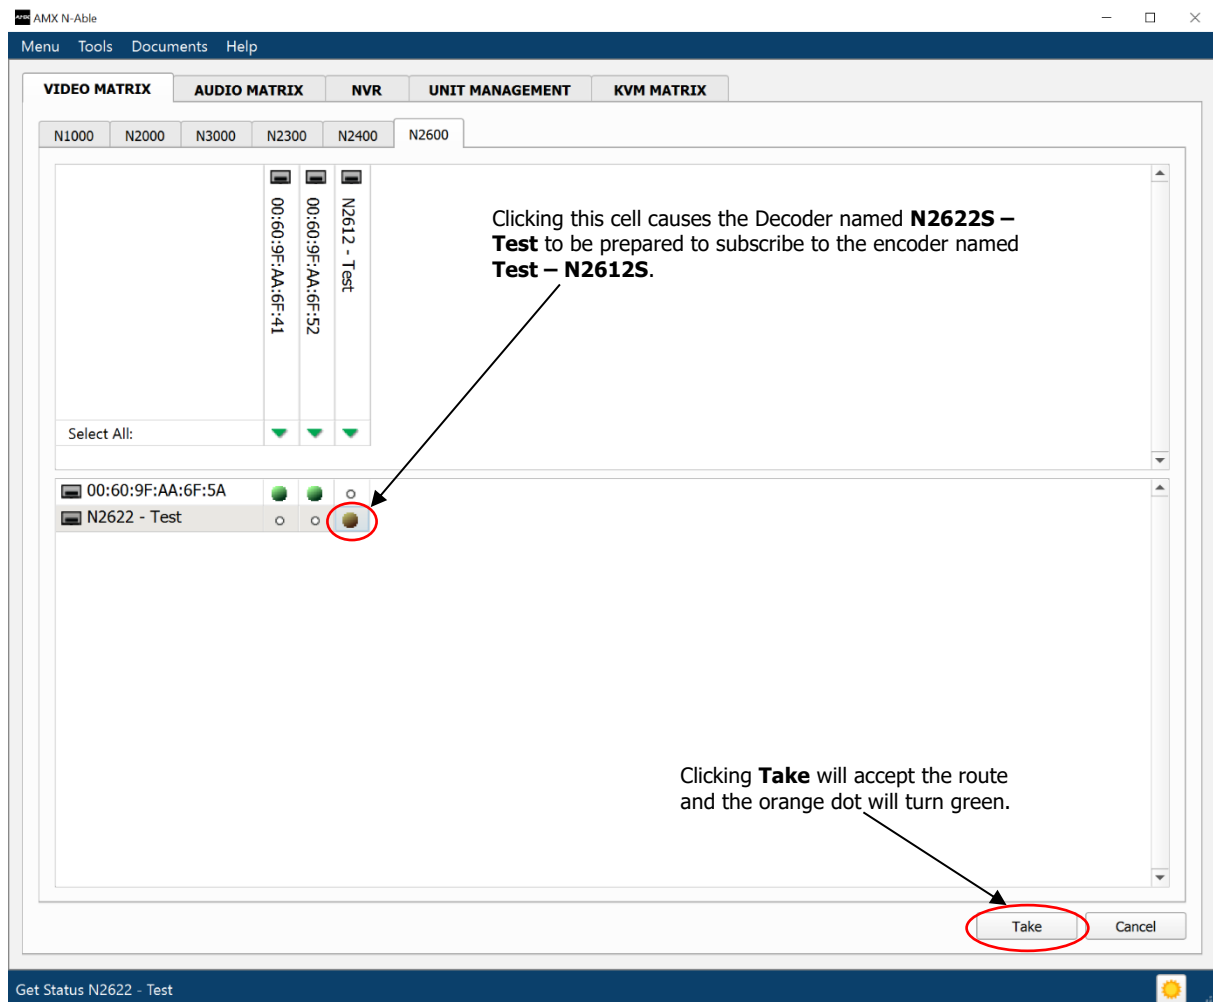 AMX
AMX N-Able
Menu Tools Documents Help
VIDEO MATRIX AUDIO MATRIX NVR UNIT MANAGEMENT KVM MATRIX
N1000 N2000 N3000 N2300 N2400 N2600
00:60:9F:AA:6F:41
00:60:9F:AA:6F:52
N2612 - Test
Clicking this cell causes the Decoder named N2622S –
Test to be prepared to subscribe to the encoder named
Test – N2612S.
Select All:
00:60:9F:AA:6F:5A
N2622 - Test
Clicking Take will accept the route
and the orange dot will turn green.
Take Cancel
Get Status N2622 - Test